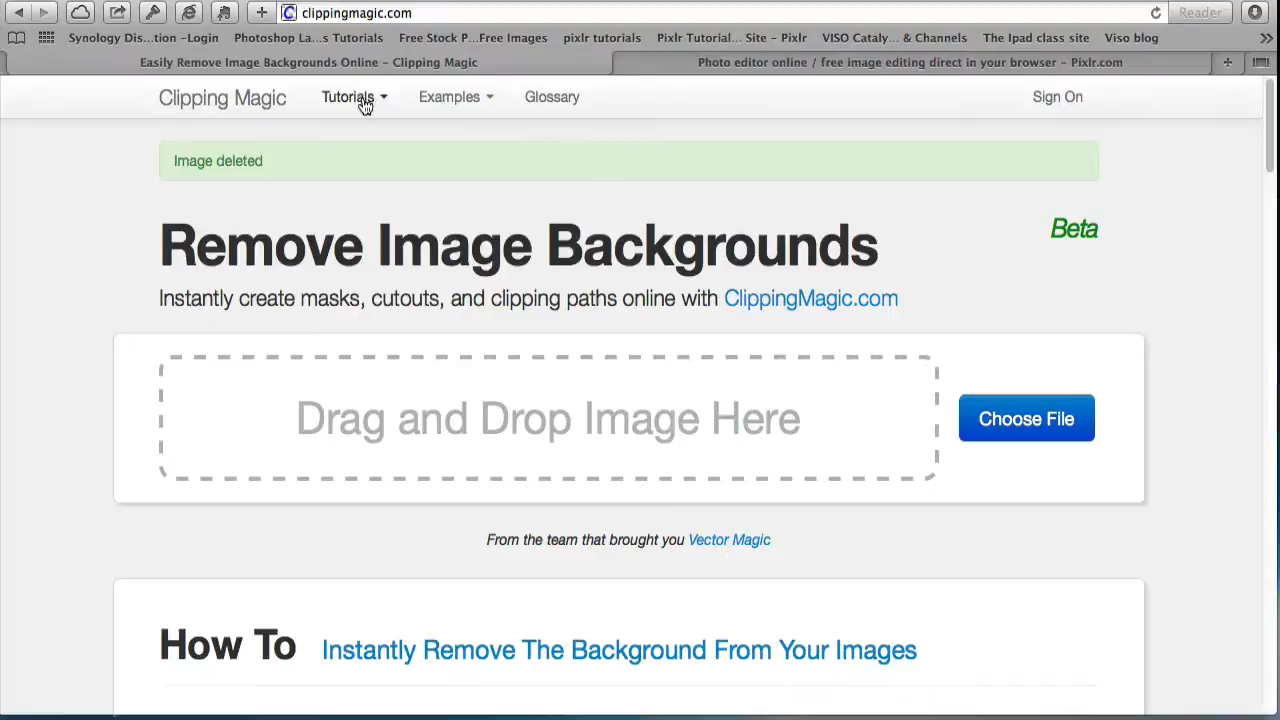 clippingmagic.com
Reader
Synology Dis...tion -Login
Photoshop La...s Tutorials
Free Stock P...Free Images
pixlr tutorials
Pixlr Tutorial... Site - Pixlr
VISO Cataly... & Channels
The Ipad class site
Viso blog
Easily Remove Image Backgrounds Online – Clipping Magic
Photo editor online / free image editing direct in your browser – Pixlr.com
Clipping Magic
Tutorials
Examples
Glossary
Sign On
Image deleted
Remove Image Backgrounds
Beta
Instantly create masks, cutouts, and clipping paths online with ClippingMagic.com
Drag and Drop Image Here
Choose File
From the team that brought you Vector Magic
How To Instantly Remove The Background From Your Images